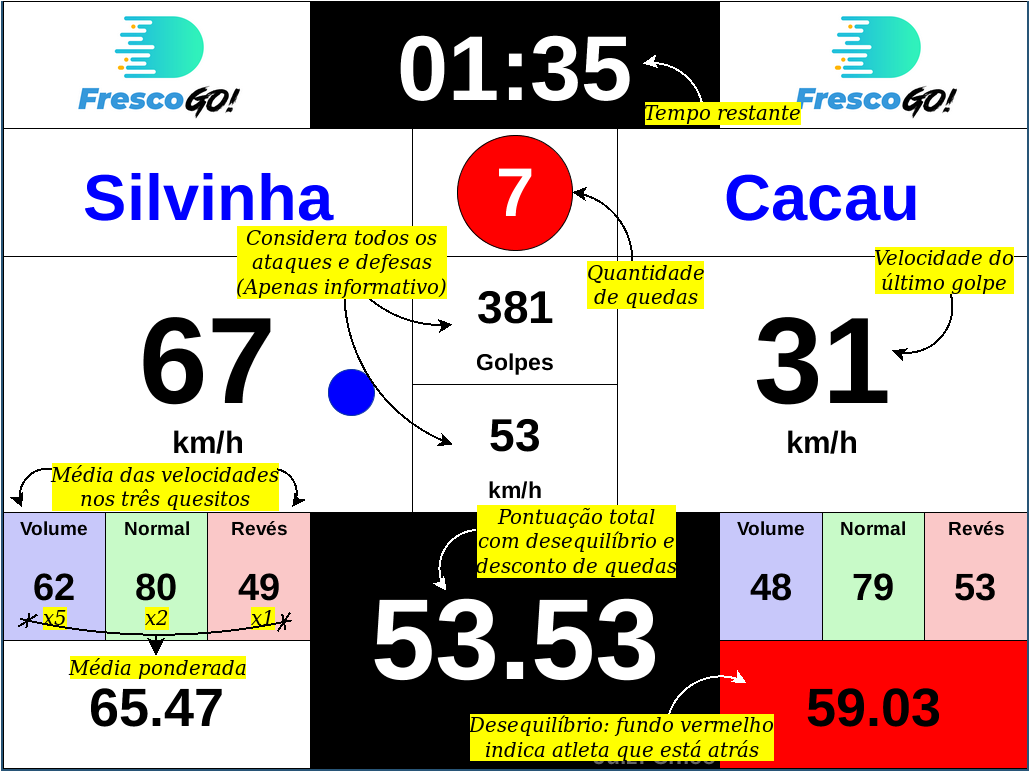 FrescoGO!
01:35
FrescoGO!
Tempo restante
Silvinha
7
Cacau
Considera todos os
ataques e defesas
(Apenas informativo)
Quantidade
de quedas
Velocidade do
último golpe
67
km/h
381
Golpes
31
km/h
53
km/h
Média das velocidades
nos três quesitos
Volume
Normal
Revés
62
80
49
x5
x2
x1
Pontuação total
com desequilíbrio e
desconto de quedas
Volume
Normal
Revés
48
79
53
53.53
Média ponderada
65.47
59.03
Desequilíbrio: fundo vermelho
indica atleta que está atrás